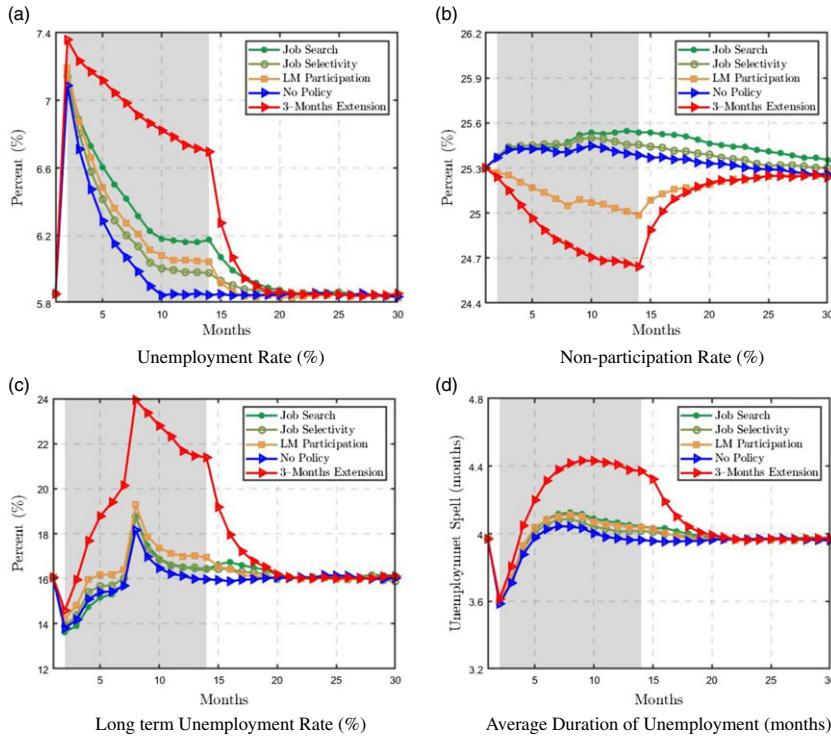 (a)
7.4
7
6.6
6.2
5.8
Percent (%)
5
10
15
20
25
30
Months
Job Search
Job Selectivity
LM Participation
No Policy
3-Months Extension
Unemployment Rate (%)
(b)
26.2
25.9
25.6
25.3
25
24.7
24.4
Percent (%)
5
10
15
20
25
30
Months
Job Search
Job Selectivity
LM Participation
No Policy
3-Months Extension
Non-participation Rate (%)
(c)
24
22
20
18
16
14
12
Percent (%)
5
10
15
20
25
30
Months
Job Search
Job Selectivity
LM Participation
No Policy
3-Months Extension
Long term Unemployment Rate (%)
(d)
4.8
4.4
4
3.6
3.2
Unemploymnet Spell (months)
5
10
15
20
25
30
Months
Job Search
Job Selectivity
LM Participation
No Policy
3-Months Extension
Average Duration of Unemployment (months)